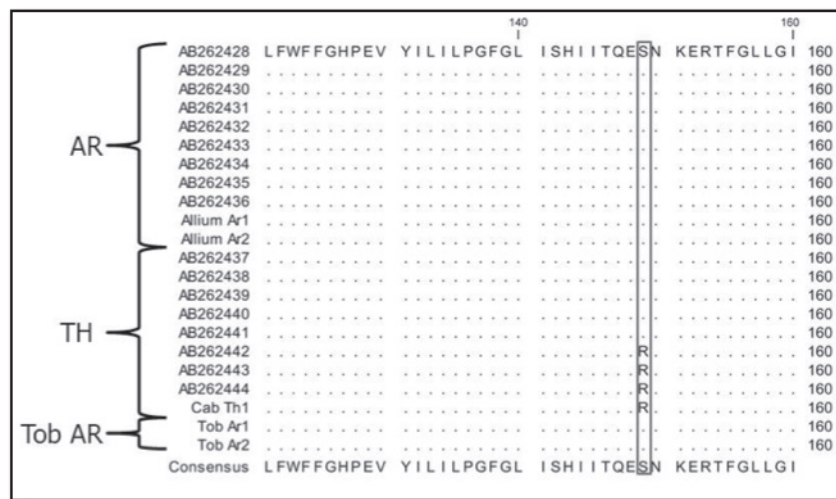 140 160
AB262428 LFWFFGHPEV YILILPGFGL ISHIITQESN KERTFGLLGI 160
AB262429 .......... .......... .......... .......... 160
AB262430 .......... .......... .......... .......... 160
AB262431 .......... .......... .......... .......... 160
AB262432 .......... .......... .......... .......... 160
AR
AB262433 .......... .......... .......... .......... 160
AB262434 .......... .......... .......... .......... 160
AB262435 .......... .......... .......... .......... 160
AB262436 .......... .......... .......... .......... 160
Allium Ar1 .......... .......... .......... .......... 160
Allium Ar2 .......... .......... .......... .......... 160
AB262437 .......... .......... .......... .......... 160
AB262438 .......... .......... .......... .......... 160
AB262439 .......... .......... .......... .......... 160
AB262440 .......... .......... .......... .......... 160
TH
AB262441 .......... .......... .......... .......... 160
AB262442 .......... .......... ........R. .......... 160
AB262443 .......... .......... ........R. .......... 160
AB262444 .......... .......... ........R. .......... 160
Cab Th1 .......... .......... ........R. .......... 160
Tob AR
Tob Ar1 .......... .......... .......... .......... 160
Tob Ar2 .......... .......... .......... .......... 160
Consensus LFWFFGHPEV YILILPGFGL ISHIITQESN KERTFGLLGI